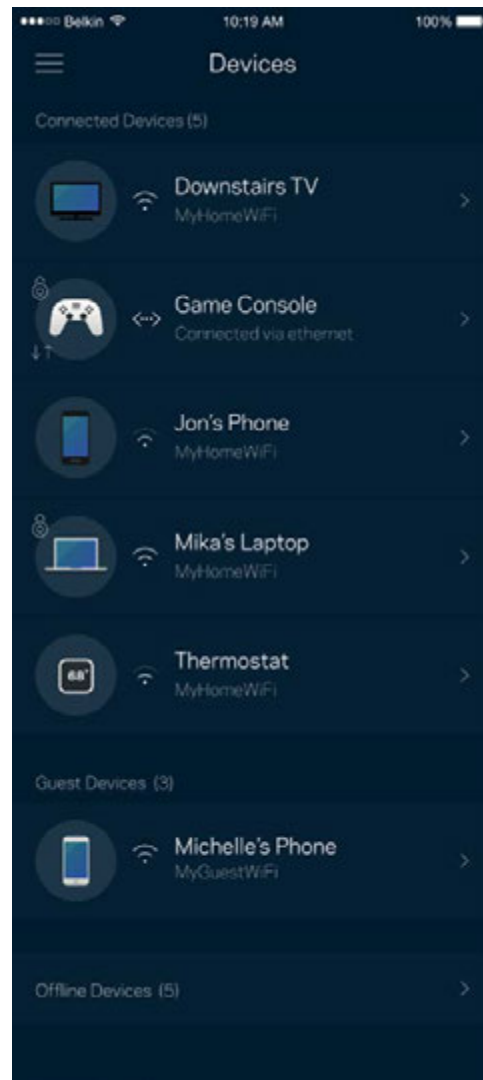 Belkin 10:19 AM 100%
Devices
Connected Devices (5)
Downstairs TV
MyHomeWiFi
Game Console
Connected via ethernet
Jon's Phone
MyHomeWiFi
Mika's Laptop
MyHomeWiFi
68°
Thermostat
MyHomeWiFi
Guest Devices (3)
Michelle's Phone
MyGuestWiFi
Offline Devices (5)